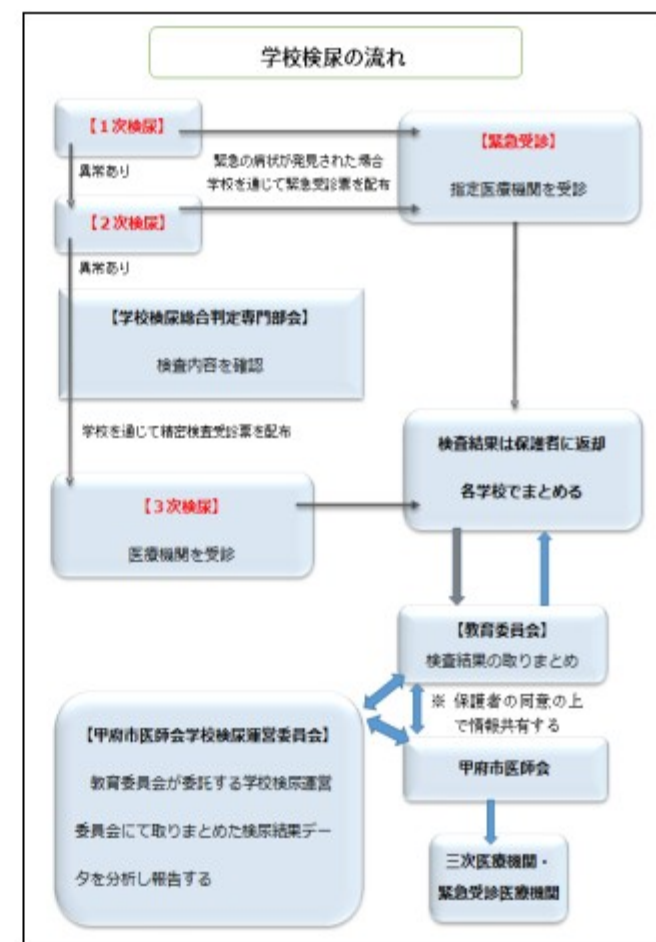 学校検尿の流れ
【１次検尿】
異常あり
緊急の病状が発見された場合
学校を通じて緊急受診票を配布
【緊急受診】
指定医療機関を受診
【２次検尿】
異常あり
【学校検尿総合判定専門部会】
検査内容を確認
学校を通じて精密検査受診票を配布
検査結果は保護者に返却
各学校でまとめる
【３次検尿】
医療機関を受診
【教育委員会】
検査結果の取りまとめ
※ 保護者の同意の上
で情報共有する
【甲府市医師会学校検尿運営委員会】
教育委員会が委託する学校検尿運営
委員会にて取りまとめた検尿結果デー
タを分析し報告する
甲府市医師会
三次医療機関・
緊急受診医療機関